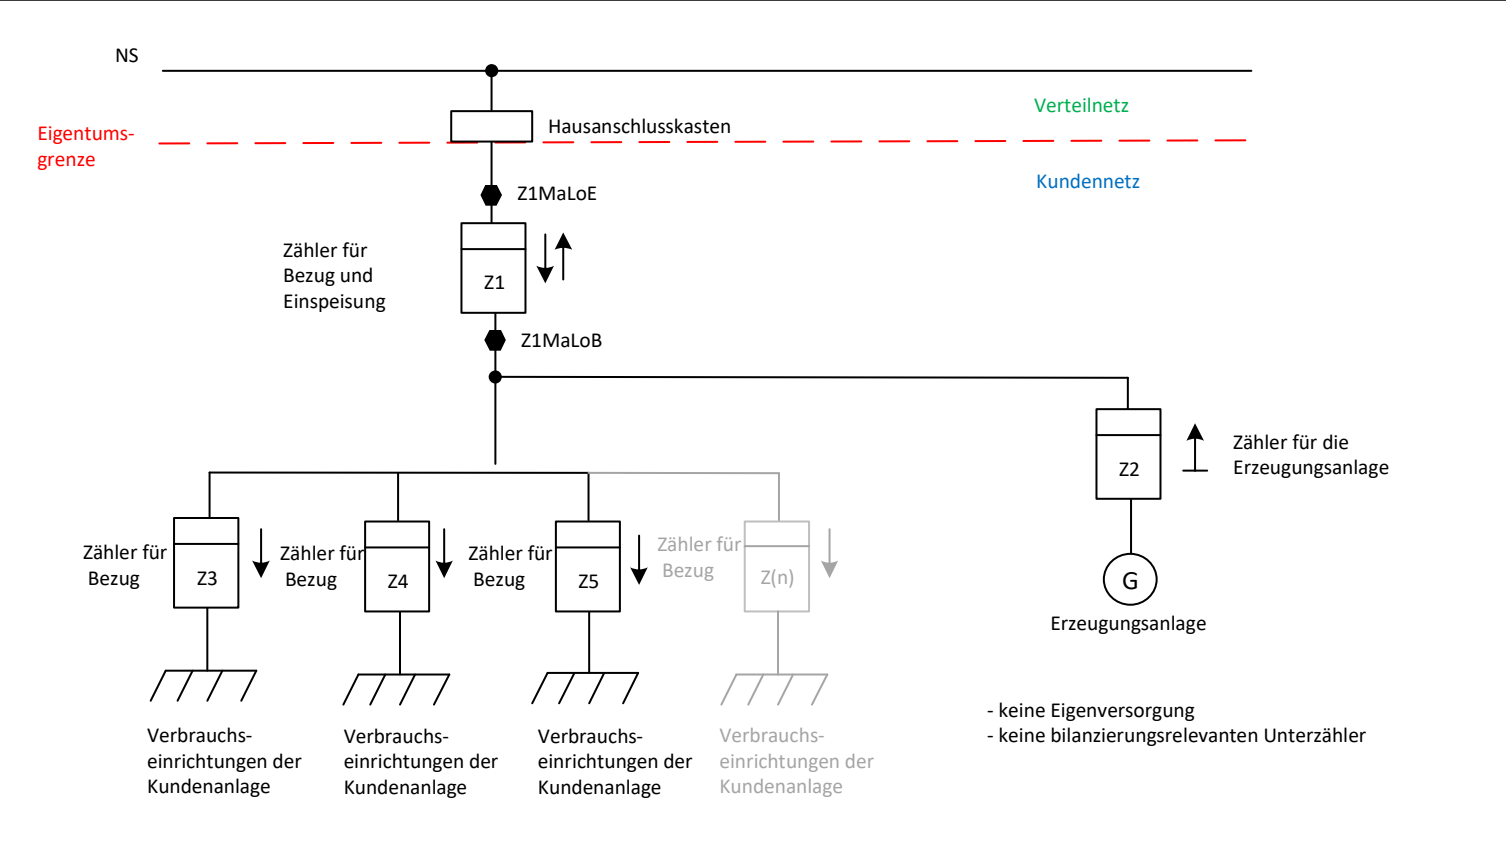 NS
Verteilnetz
Eigentums-
grenze
Hausanschlusskasten
Kundennetz
Z1MaLoE
Zähler für
Bezug und
Einspeisung
Z1
Z1MaLoB
Z2
Zähler für die
Erzeugungsanlage
Zähler für
Bezug
Z3
Zähler für
Bezug
Z4
Zähler für
Bezug
Z5
Zähler für
Bezug
Z(n)
G
Erzeugungsanlage
Verbrauchs-
einrichtungen der
Kundenanlage
Verbrauchs-
einrichtungen der
Kundenanlage
Verbrauchs-
einrichtungen der
Kundenanlage
Verbrauchs-
einrichtungen der
Kundenanlage
- keine Eigenversorgung
- keine bilanzierungsrelevanten Unterzähler